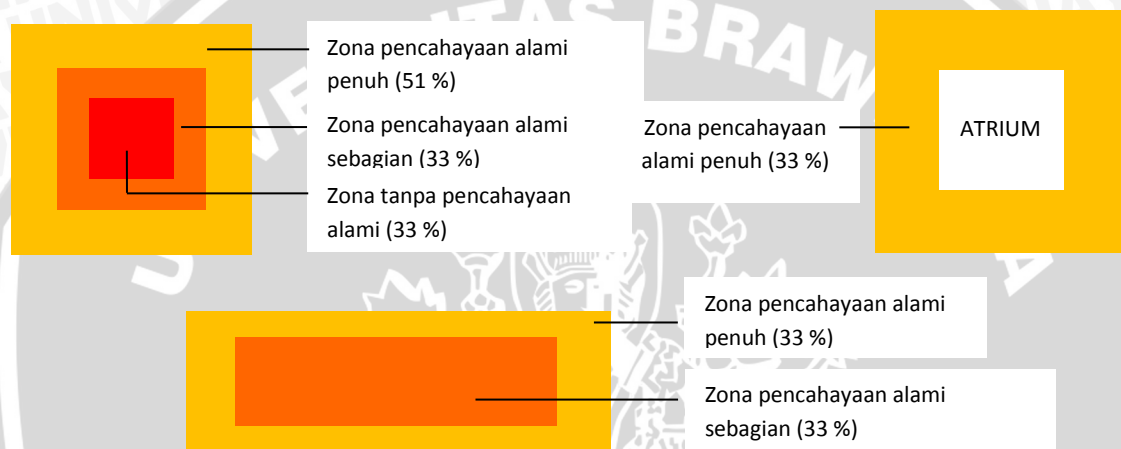 Zona pencahayaan alami
penuh (51 %)
Zona pencahayaan alami
sebagian (33 %)
Zona tanpa pencahayaan
alami (33 %)
Zona pencahayaan
alami penuh (33 %)
ATRIUM
Zona pencahayaan alami
penuh (33 %)
Zona pencahayaan alami
sebagian (33 %)